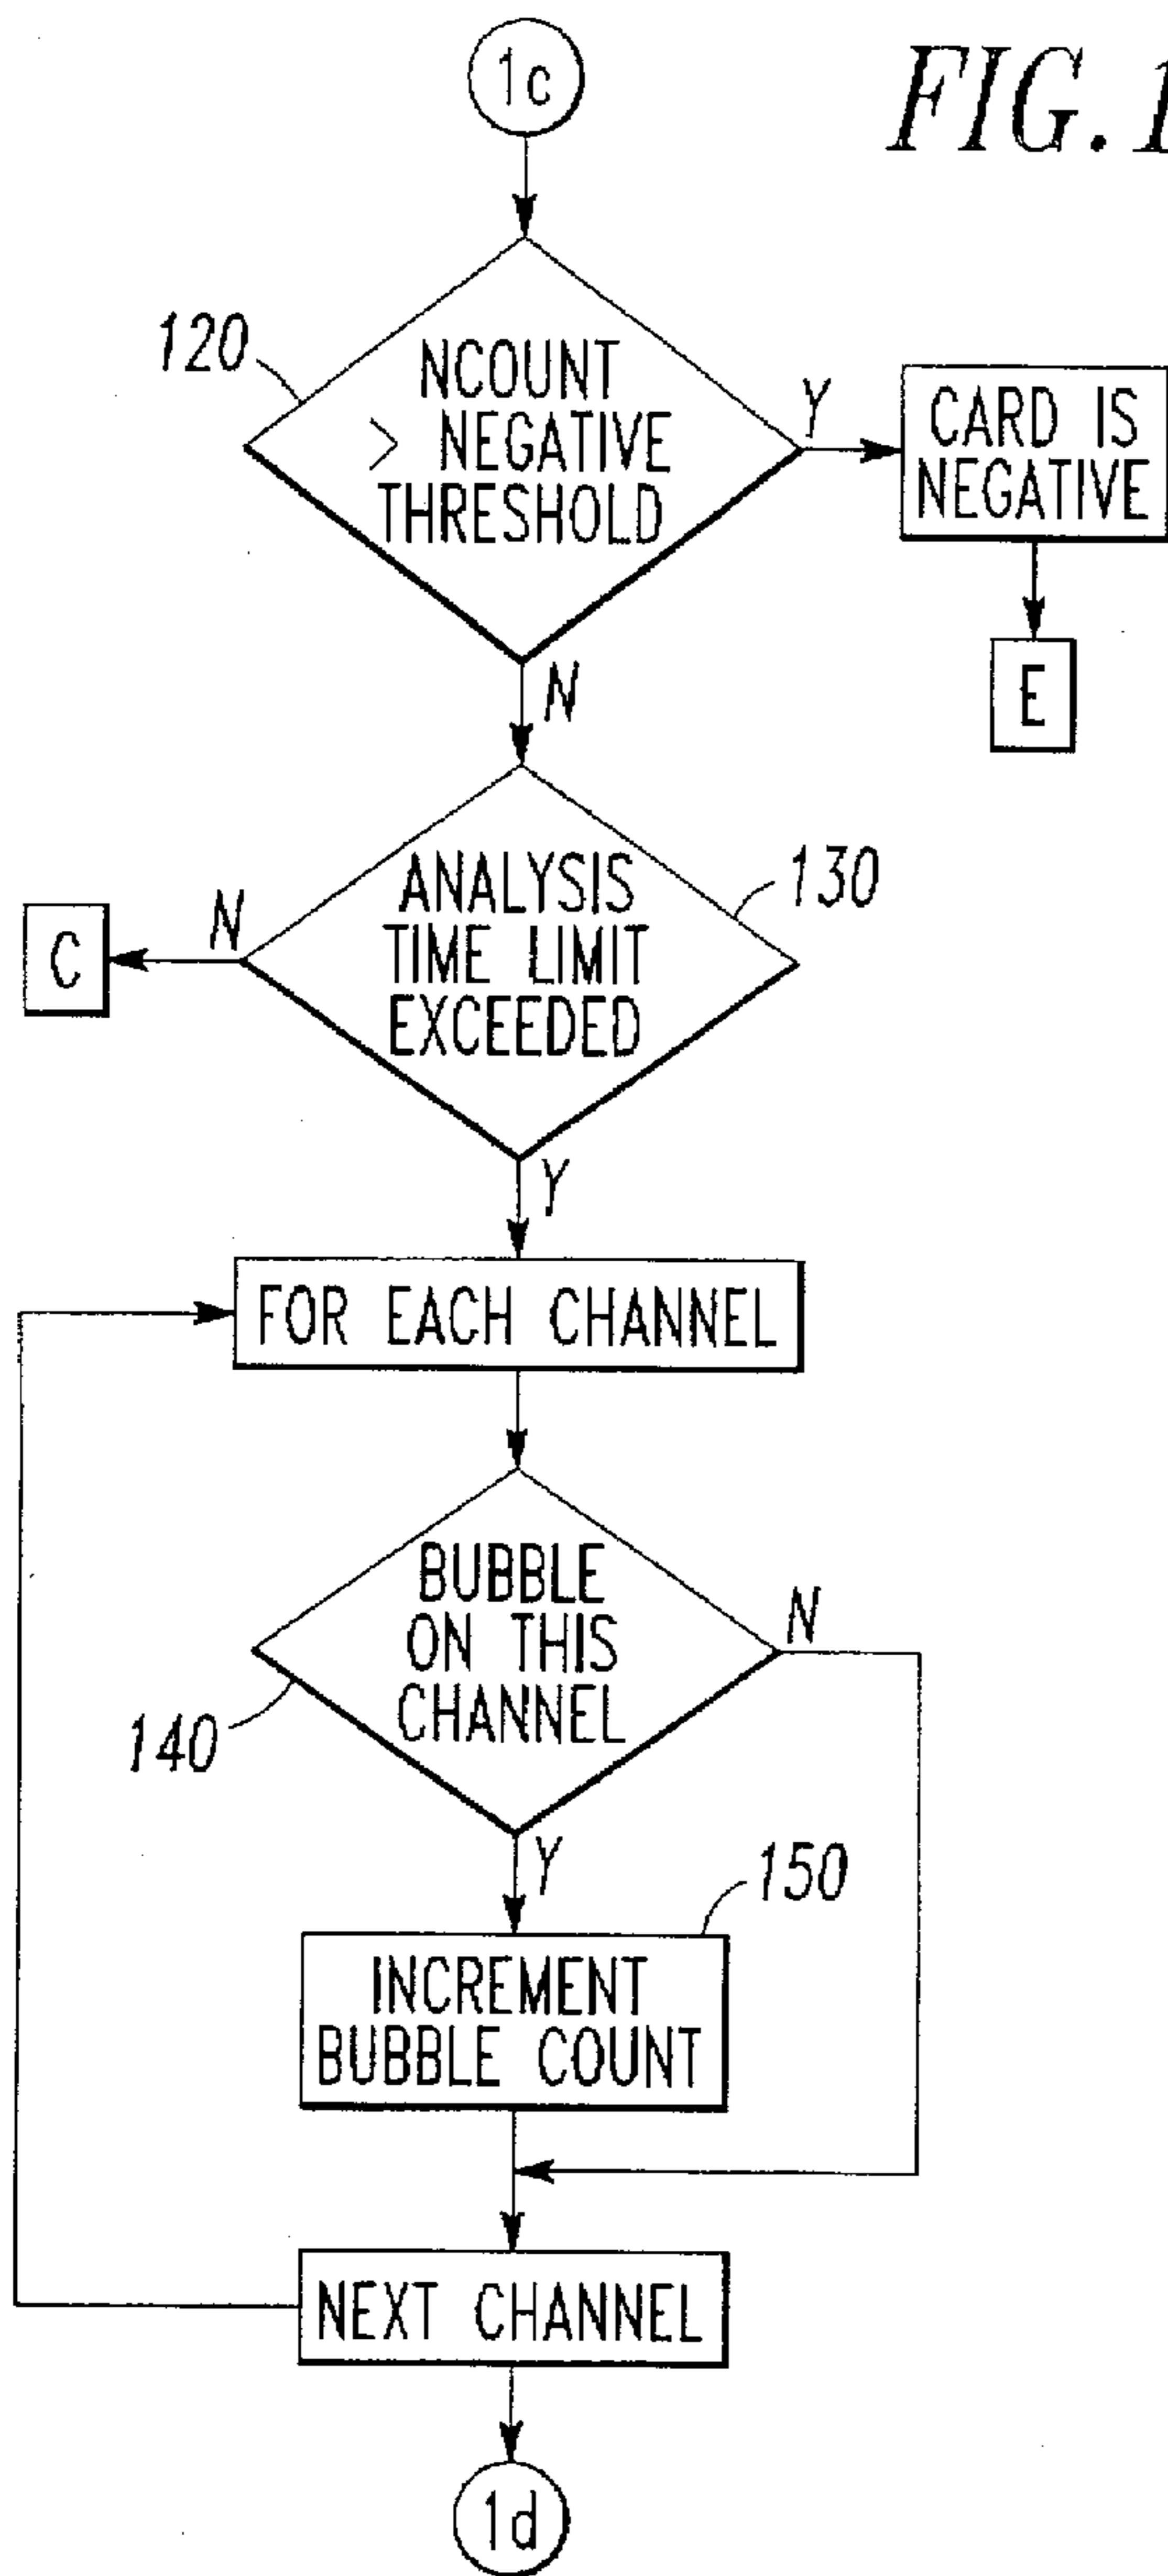 1c
FIG. 1
120
NCOUNT
> NEGATIVE
THRESHOLD
Y
CARD IS
NEGATIVE
E
N
130
ANALYSIS
TIME LIMIT
EXCEEDED
N
C
Y
FOR EACH CHANNEL
BUBBLE
ON THIS
CHANNEL
N
140
Y
150
INCREMENT
BUBBLE COUNT
NEXT CHANNEL
1d